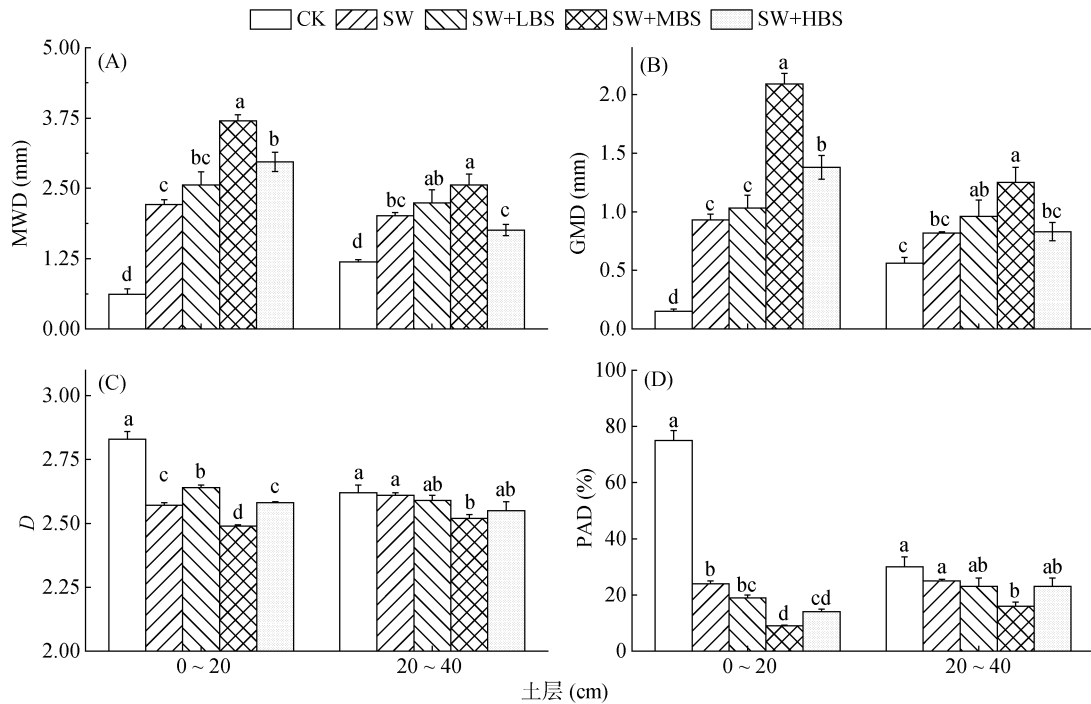 CK SW SW+LBS SW+MBS SW+HBS
(A)
MWD (mm)
5.00
3.75
2.50
1.25
0.00
d c bc a b
d bc ab a c
(B)
GMD (mm)
2.0
1.5
1.0
0.5
0.0
d c c a b
c bc ab a bc
(C)
D
3.00
2.75
2.50
2.25
2.00
a c b d c
a a ab b ab
0 ~ 20 20 ~ 40
(D)
PAD (%)
100
80
60
40
20
0
a b bc d cd
a a ab b ab
0 ~ 20 20 ~ 40
土层 (cm)